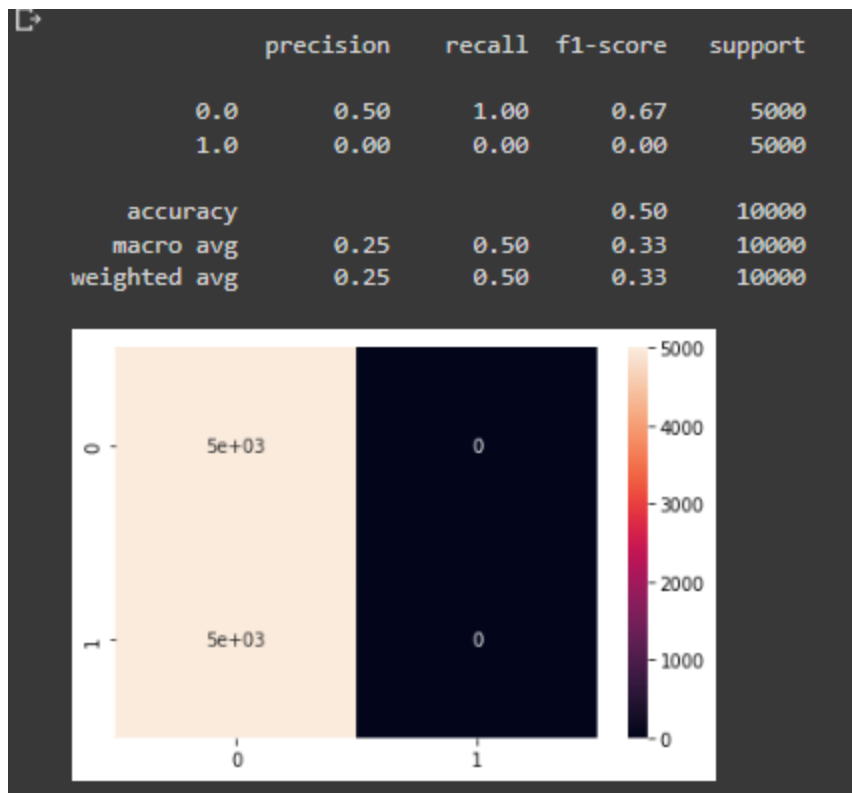 precision recall f1-score support
0.0 0.50 1.00 0.67 5000
1.0 0.00 0.00 0.00 5000
accuracy 0.50 10000
macro avg 0.25 0.50 0.33 10000
weighted avg 0.25 0.50 0.33 10000
5000
4000
3000
2000
1000
0
0 5e+03 0
1 5e+03 0
0 1